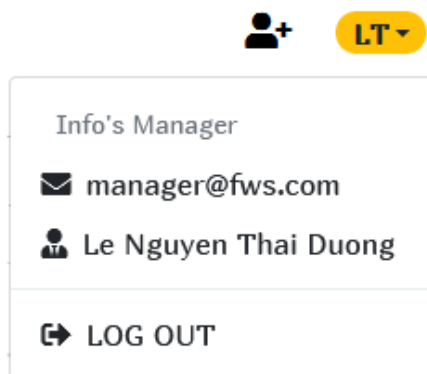 LT
Info's Manager
manager@fws.com
Le Nguyen Thai Duong
LOG OUT